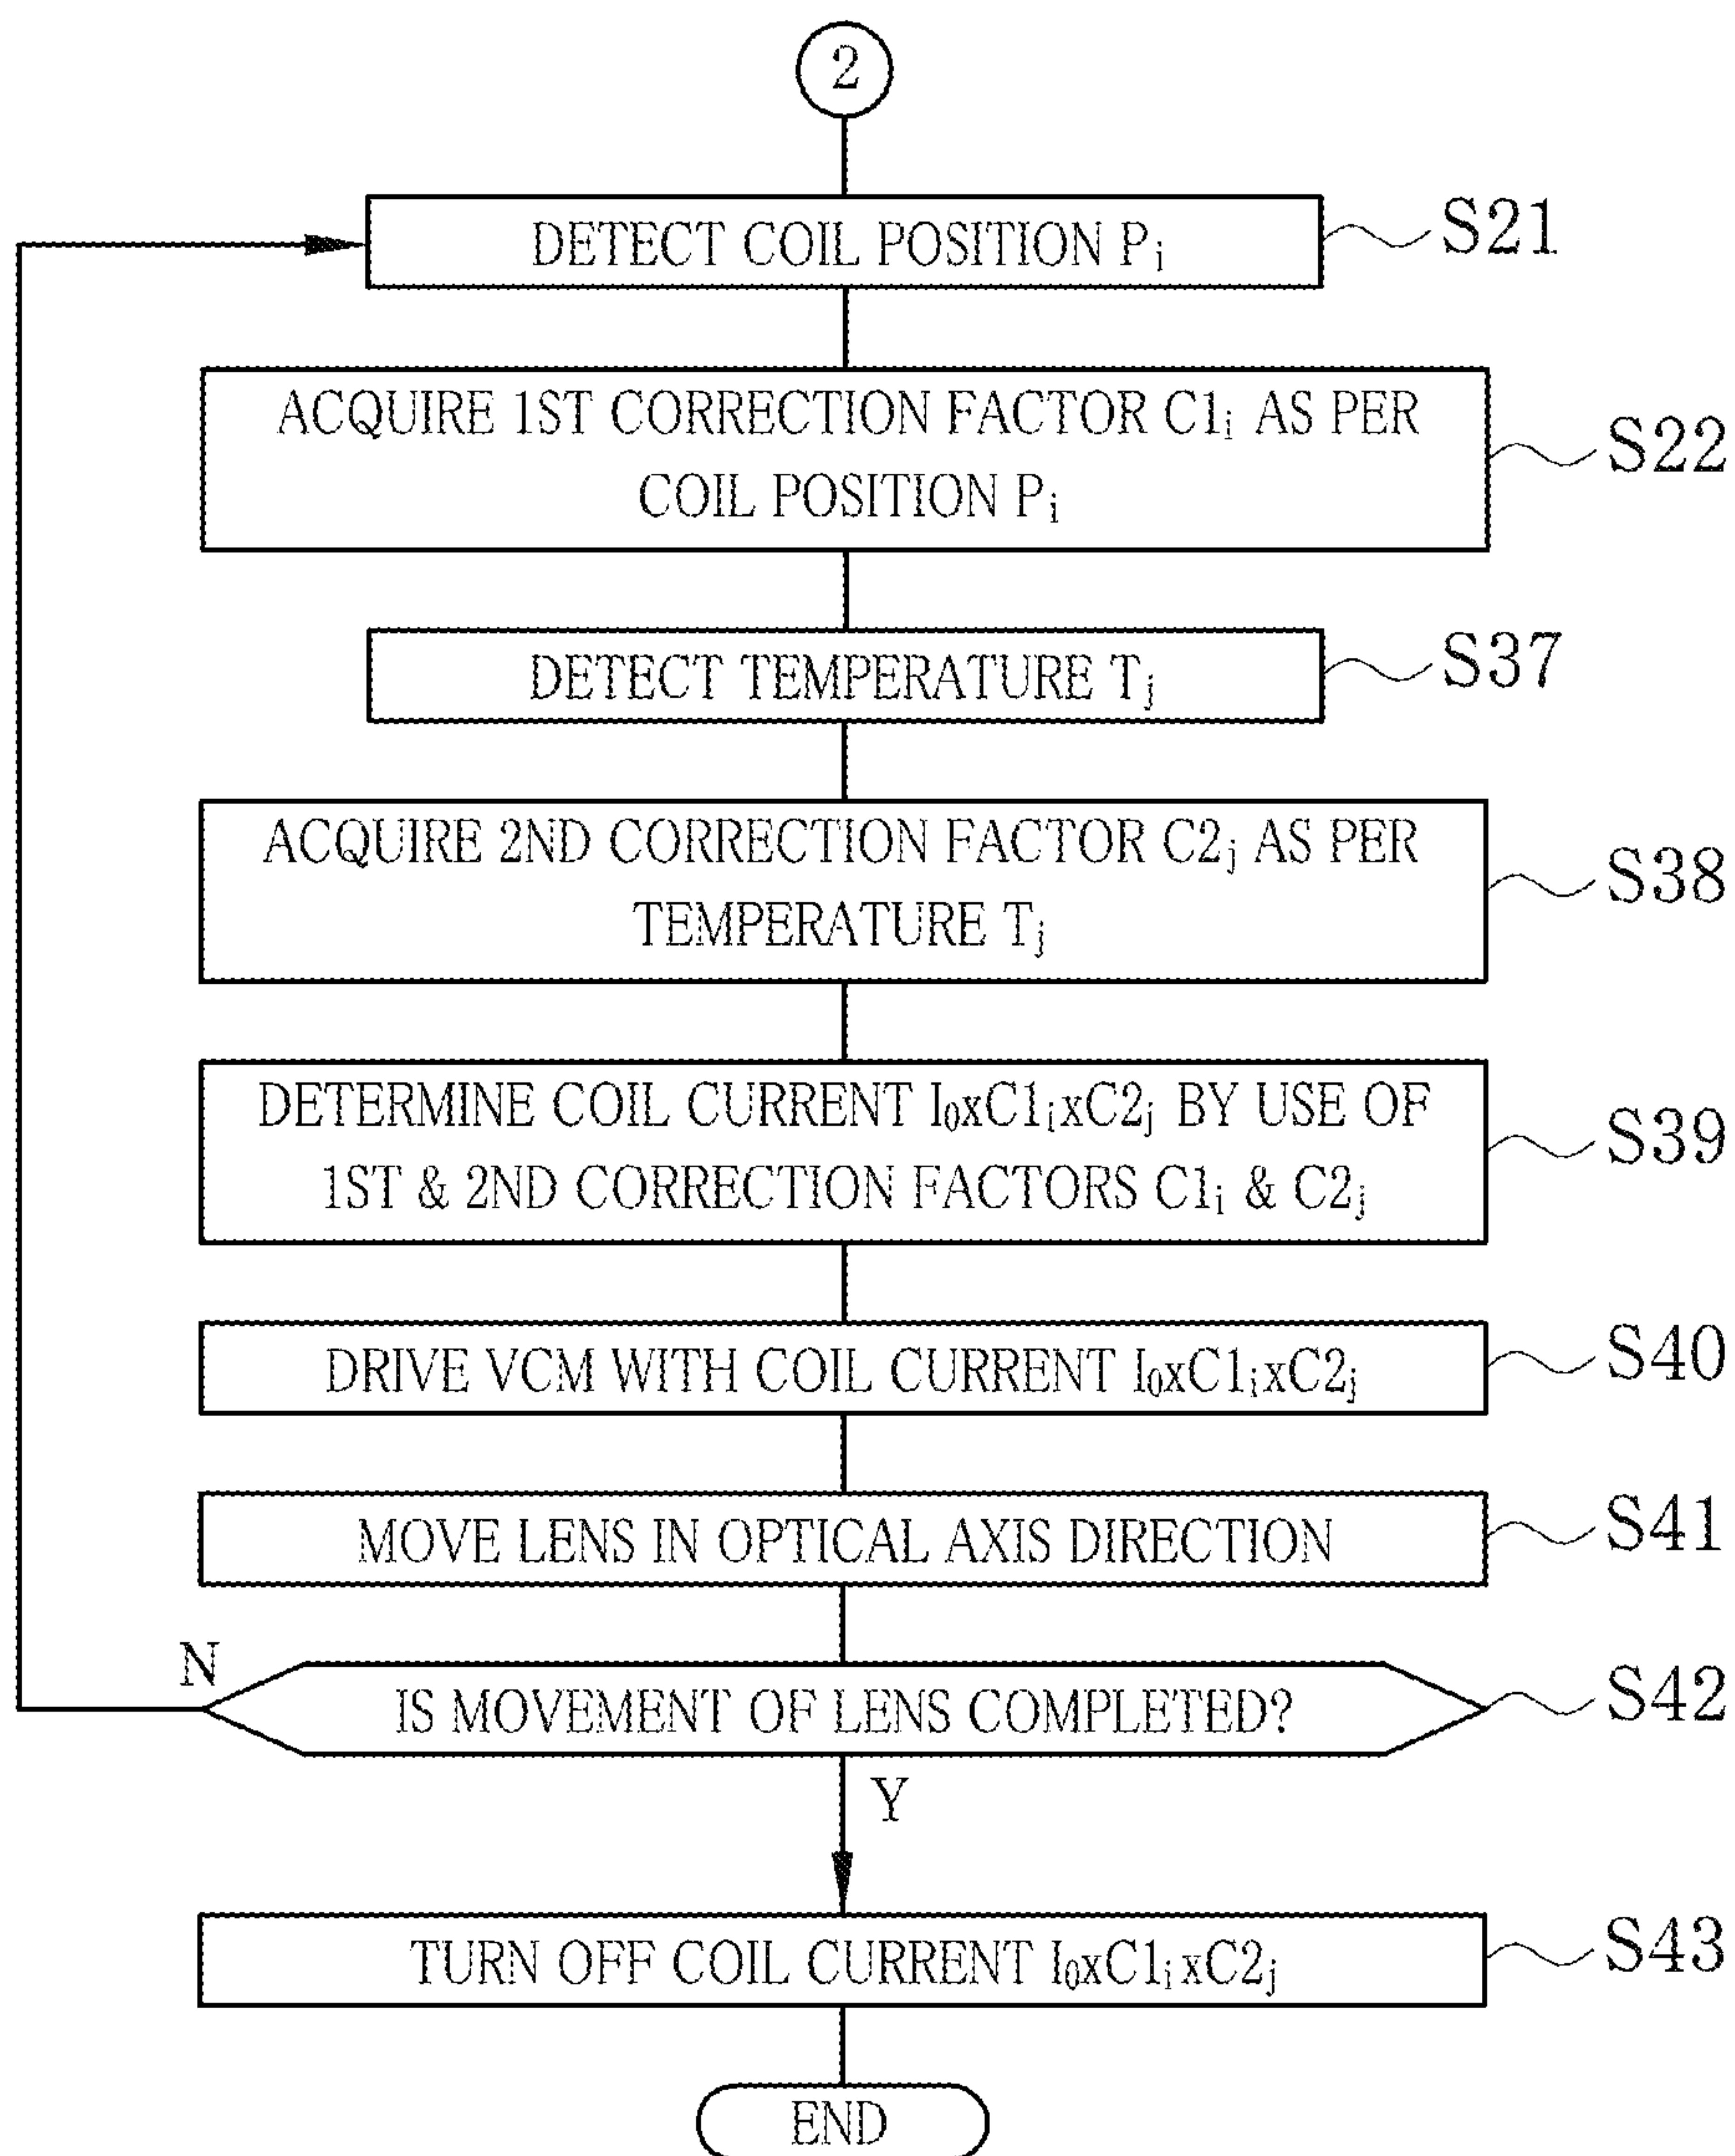 2
DETECT COIL POSITION Pᵢ
S21
ACQUIRE 1ST CORRECTION FACTOR C1ᵢ AS PER
COIL POSITION Pᵢ
S22
DETECT TEMPERATURE Tⱼ
S37
ACQUIRE 2ND CORRECTION FACTOR C2ⱼ AS PER
TEMPERATURE Tⱼ
S38
DETERMINE COIL CURRENT I₀xC1ᵢxC2ⱼ BY USE OF
1ST & 2ND CORRECTION FACTORS C1ᵢ & C2ⱼ
S39
DRIVE VCM WITH COIL CURRENT I₀xC1ᵢxC2ⱼ
S40
MOVE LENS IN OPTICAL AXIS DIRECTION
S41
N
IS MOVEMENT OF LENS COMPLETED?
S42
Y
TURN OFF COIL CURRENT I₀xC1ᵢxC2ⱼ
S43
END